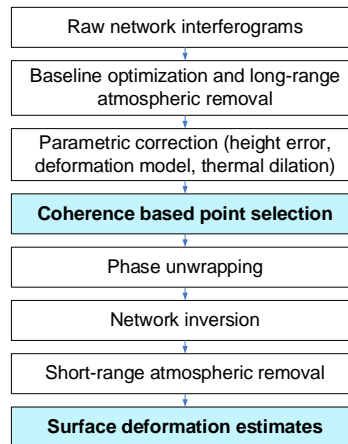 Raw network interferograms
Baseline optimization and long-range
atmospheric removal
Parametric correction (height error,
deformation model, thermal dilation)
Coherence based point selection
Phase unwrapping
Network inversion
Short-range atmospheric removal
Surface deformation estimates